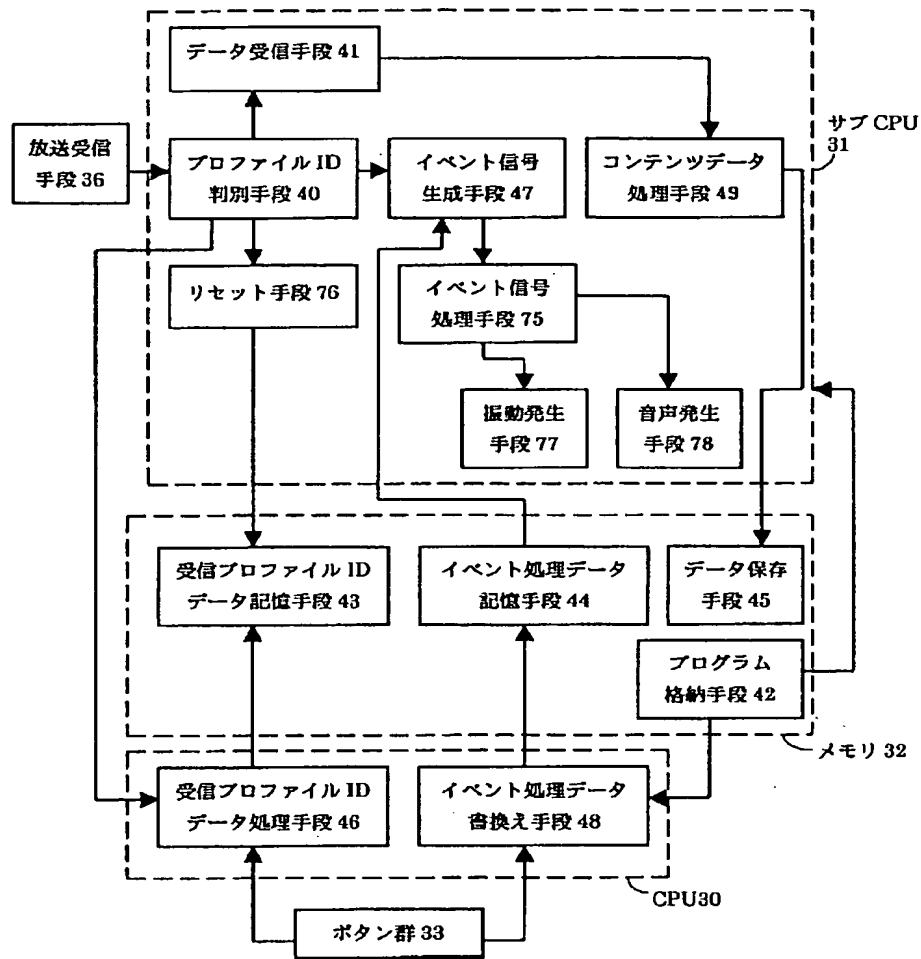 データ受信手段 41
サブ CPU
31
放送受信
手段 36
プロファイル ID
判別手段 40
イベント信号
生成手段 47
コンテンツデータ
処理手段 49
リセット手段 76
イベント信号
処理手段 75
振動発生
手段 77
音声発生
手段 78
受信プロファイル ID
データ記憶手段 43
イベント処理データ
記憶手段 44
データ保存
手段 45
プログラム
格納手段 42
メモリ 32
受信プロファイル ID
データ処理手段 46
イベント処理データ
書換え手段 48
CPU30
ボタン群 33